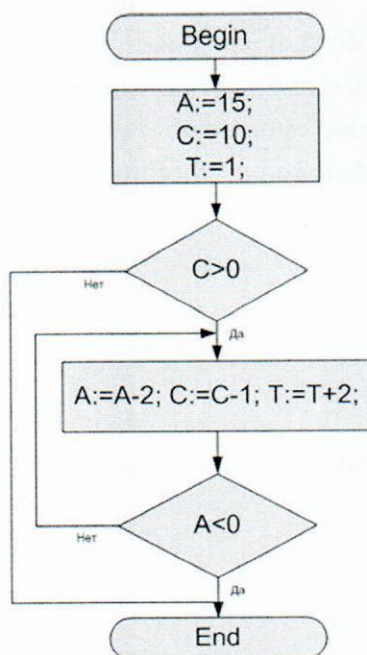 Begin
A:=15;
C:=10;
T:=1;
C>0
Нет
Да
A:=A-2; C:=C-1; T:=T+2;
A<0
Нет
Да
End